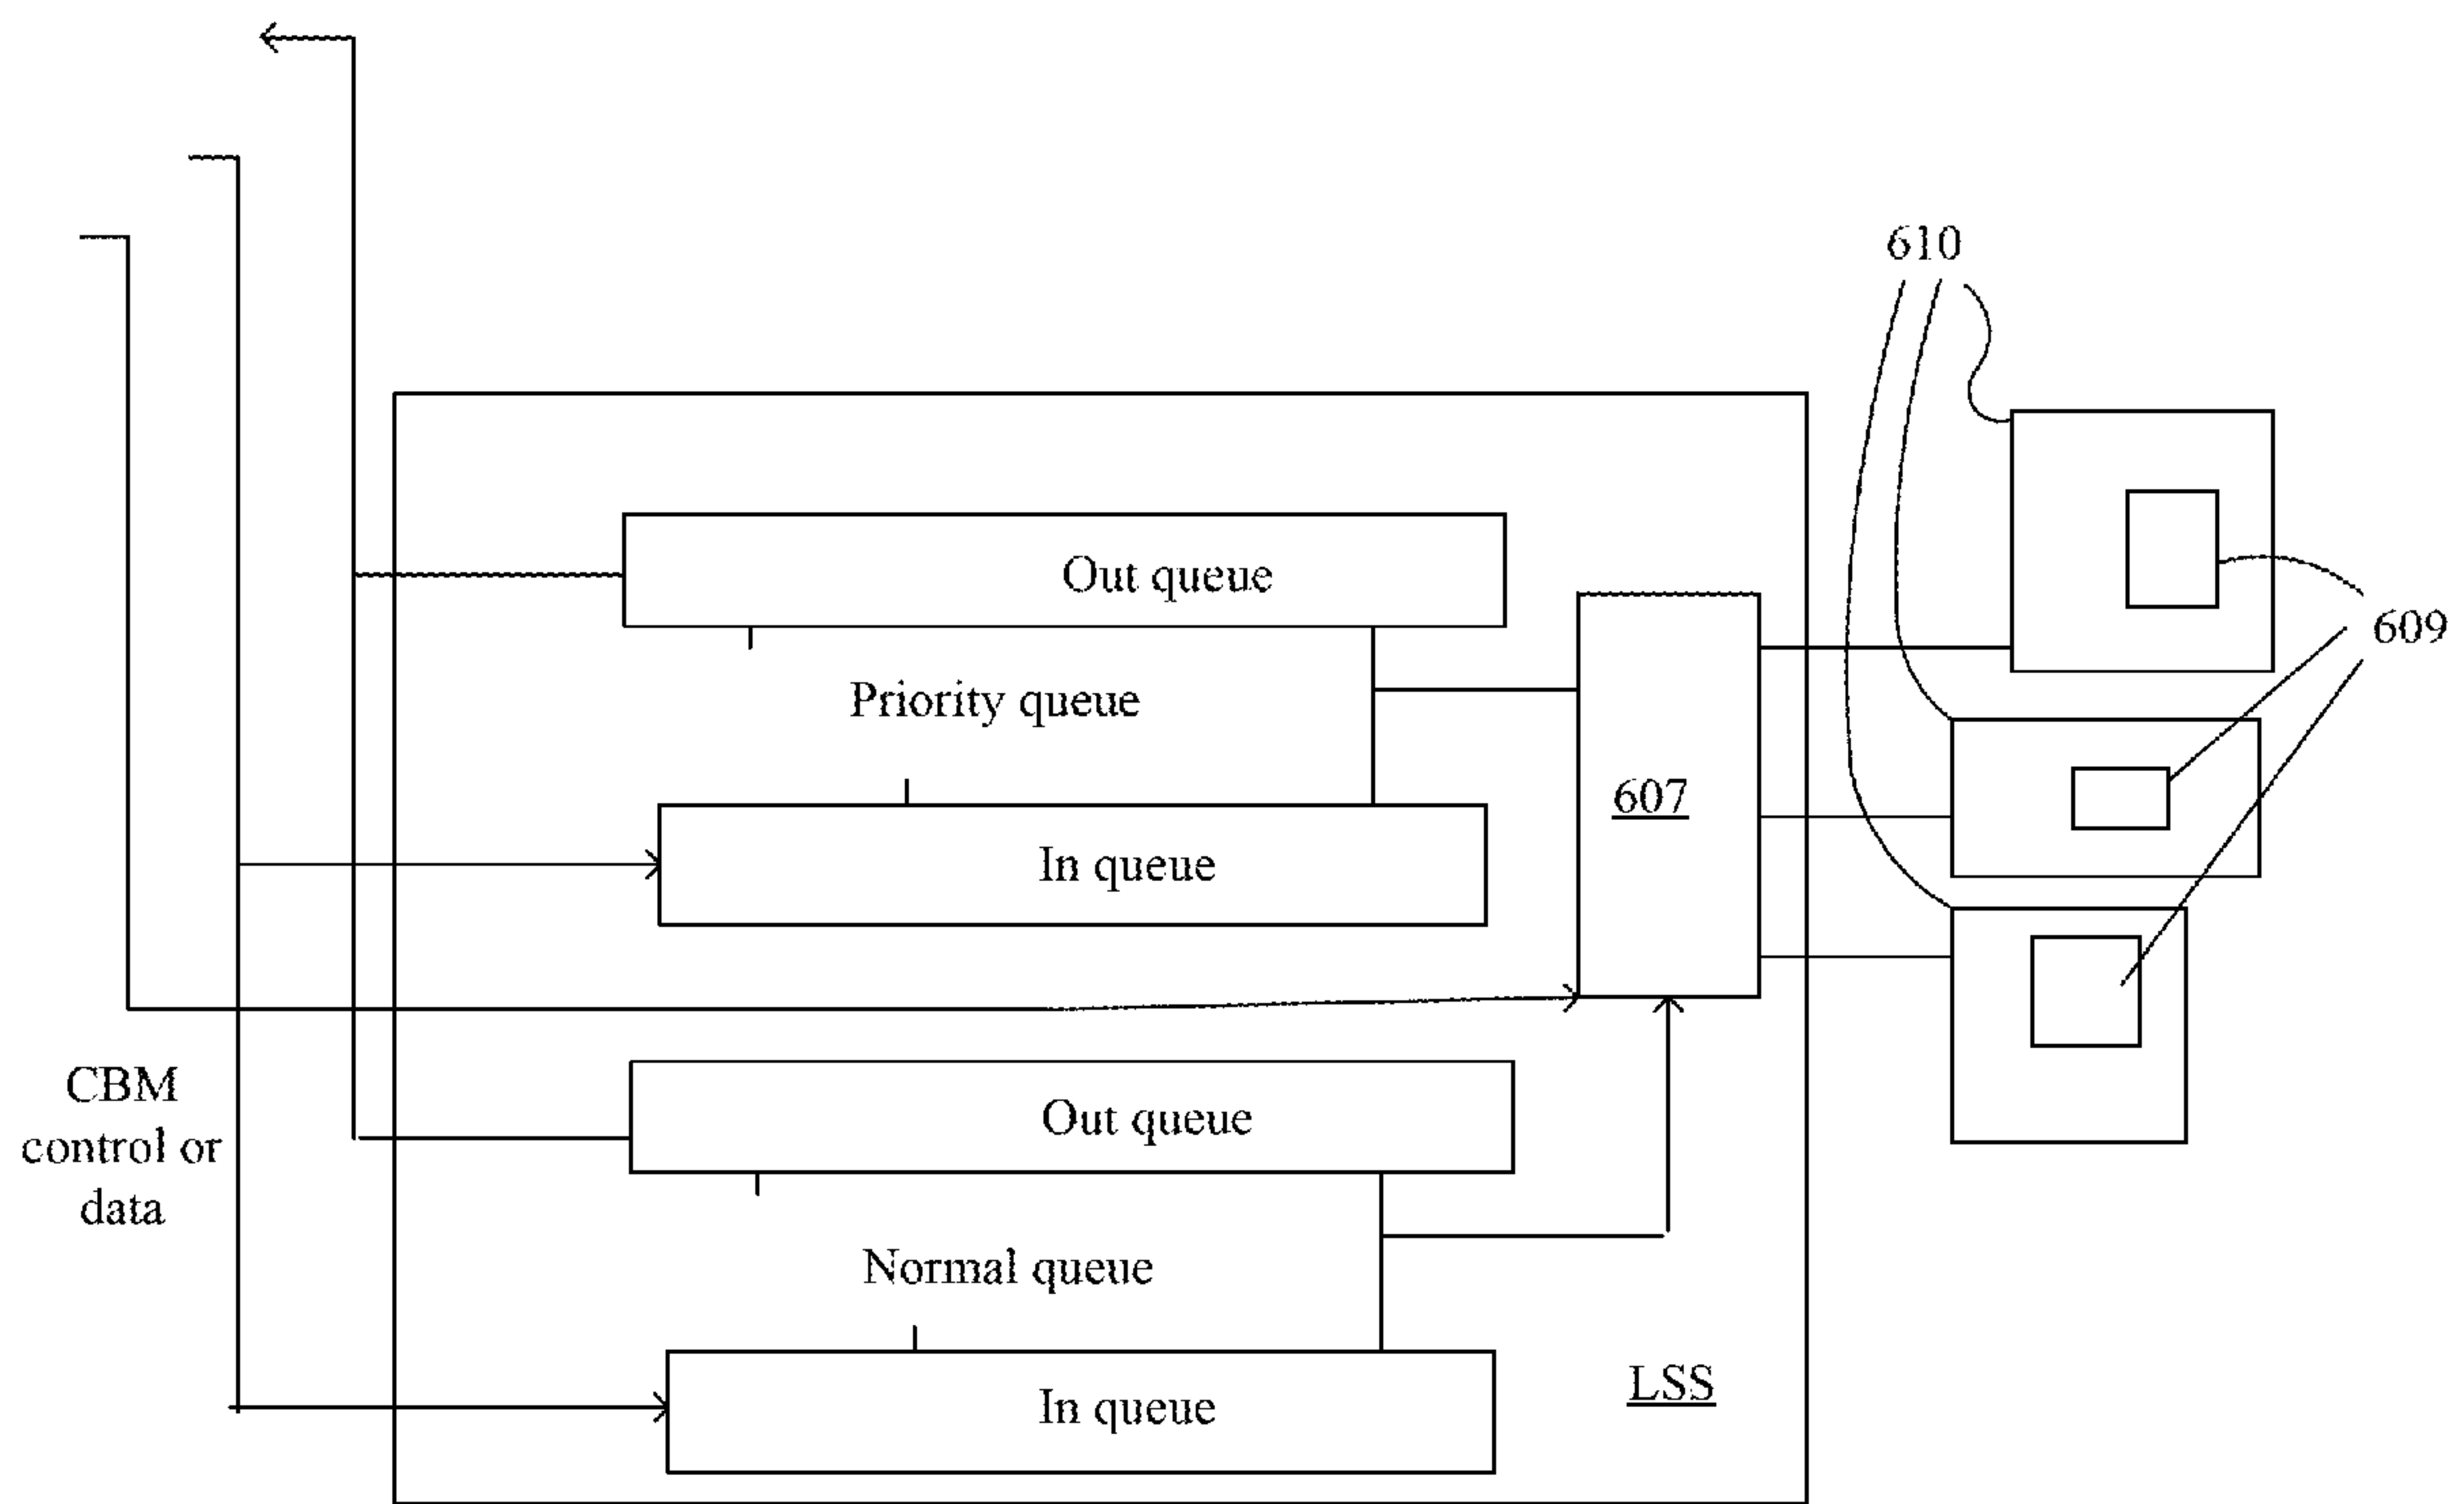 610
Out queue
609
Priority queue
607
In queue
CBM
control or
data
Out queue
Normal queue
LSS
In queue